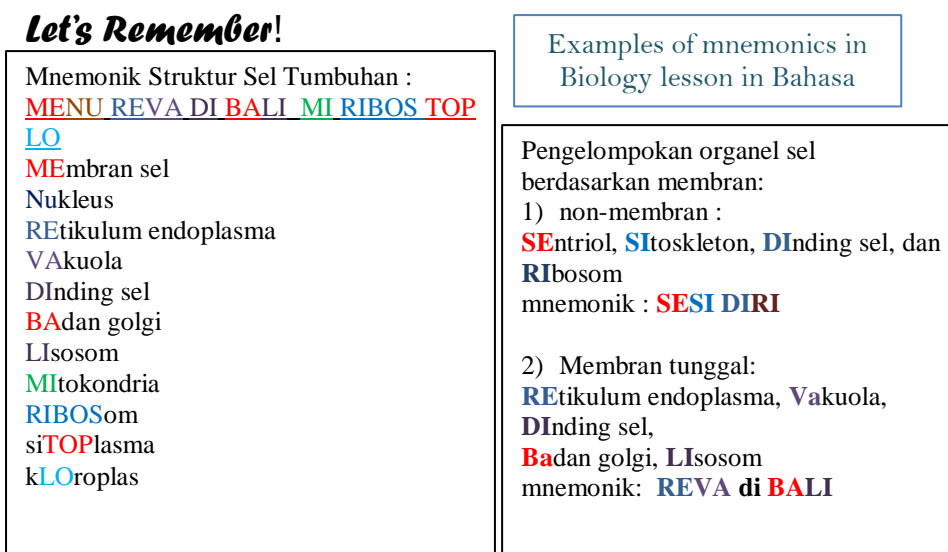 Let's Remember!
Mnemonik Struktur Sel Tumbuhan :
MENU REVA DI BALI MI RIBOS TOP
LO
MEmbran sel
Nukleus
REtikulum endoplasma
VAkuola
DInding sel
BAdan golgi
LIsosom
MItokondria
RIBOSom
siTOPlasma
kLOroplas
Examples of mnemonics in
Biology lesson in Bahasa
Pengelompokan organel sel
berdasarkan membran:
1) non-membran :
SEntriol, SItoskleton, DInding sel, dan
RIbosom
mnemonik : SESI DIRI
2) Membran tunggal:
REtikulum endoplasma, Vakuola,
DInding sel,
Badan golgi, LIsosom
mnemonik: REVA di BALI